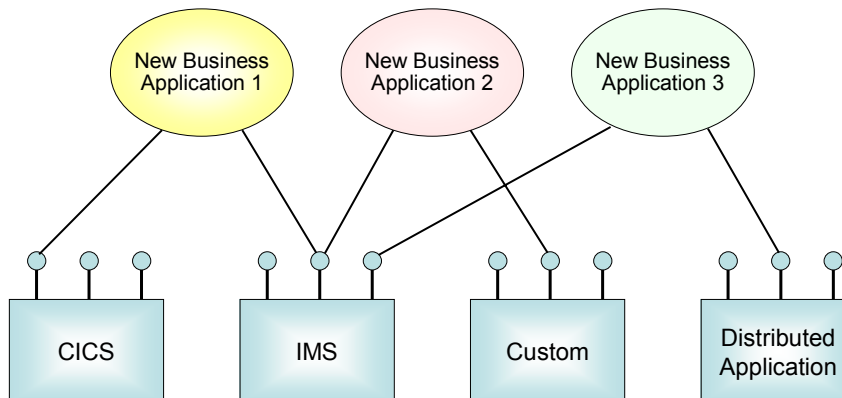 New Business
Application 1
New Business
Application 2
New Business
Application 3
CICS
IMS
Custom
Distributed
Application